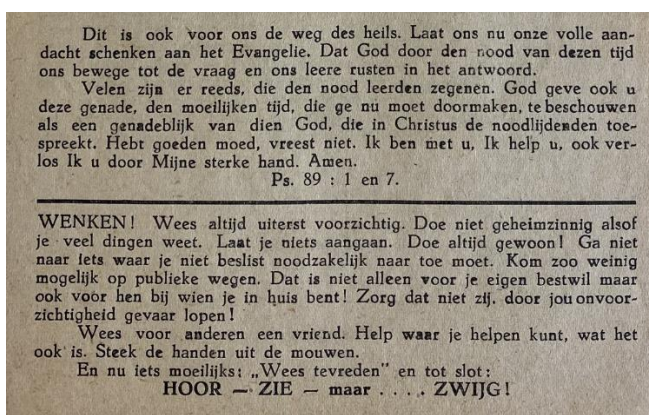 Dit is ook voor ons de weg des heils. Laat ons nu onze volle aan-
dacht schenken aan het Evangelie. Dat God door den nood van dezen tijd
ons bewege tot de vraag en ons leere rusten in het antwoord.
Velen zijn er reeds, die den nood leerden zegenen. God geve ook u
deze genade, den moeilijken tijd, die ge nu moet doormaken, te beschouwen
als een genadeblijk van dien God, die in Christus de noodlijdenden toe-
spreekt. Hebt goeden moed, vreest niet. Ik ben met u, Ik help u, ook ver-
los Ik u door Mijne sterke hand. Amen.
Ps. 89 : 1 en 7.
WENKEN! Wees altijd uiterst voorzichtig. Doe niet geheimzinnig alsof
je veel dingen weet. Laat je niets aangaan. Doe altijd gewoon! Ga niet
naar iets waar je niet beslist noodzakelijk naar toe moet. Kom zoo weinig
mogelijk op publieke wegen. Dat is niet alleen voor je eigen bestwil maar
ook voor hen bij wien je in huis bent! Zorg dat niet zij, door jou onvoor-
zichtigheid gevaar lopen!
Wees voor anderen een vriend. Help waar je helpen kunt, wat het
ook is. Steek de handen uit de mouwen.
En nu iets moeilijks: „Wees tevreden" en tot slot:
HOOR — ZIE — maar .... ZWIJG!